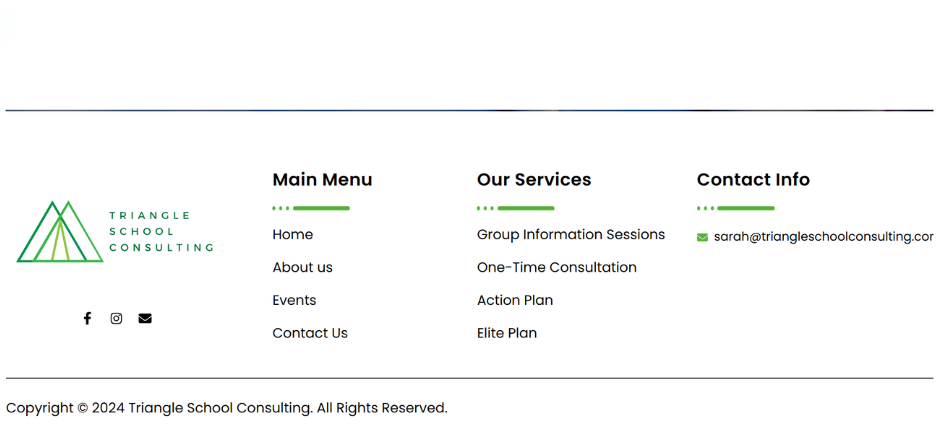 TRIANGLE
SCHOOL
CONSULTING
Main Menu
Home
About us
Events
Contact Us
Our Services
Group Information Sessions
One-Time Consultation
Action Plan
Elite Plan
Contact Info
sarah@triangleschoolconsulting.cor
Copyright © 2024 Triangle School Consulting. All Rights Reserved.